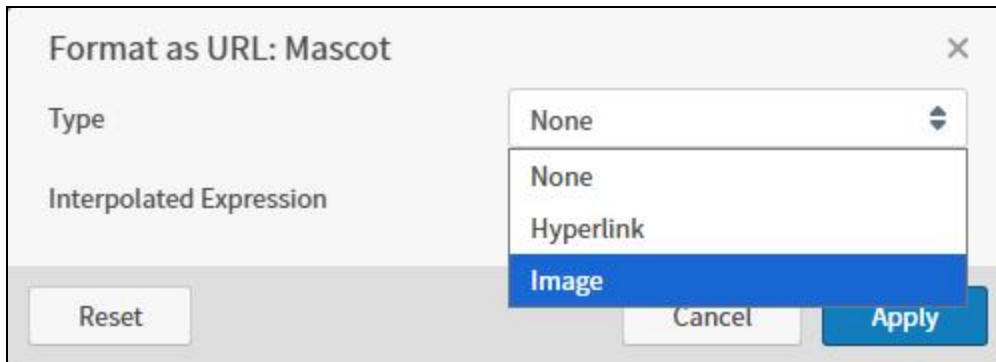 Format as URL: Mascot
Type
None
None
Interpolated Expression
Hyperlink
Image
Reset
Cancel
Apply